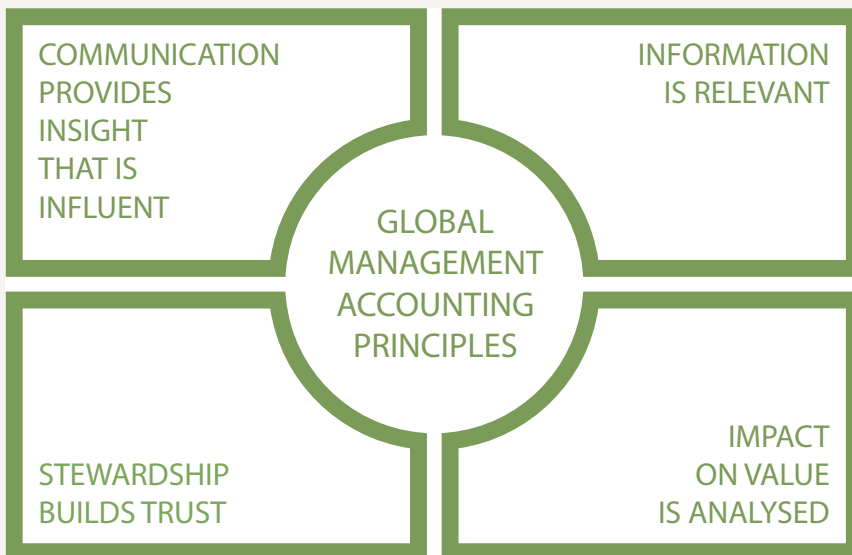 COMMUNICATION
PROVIDES
INSIGHT
THAT IS
INFLUENT
INFORMATION
IS RELEVANT
GLOBAL
MANAGEMENT
ACCOUNTING
PRINCIPLES
STEWARDSHIP
BUILDS TRUST
IMPACT
ON VALUE
IS ANALYSED